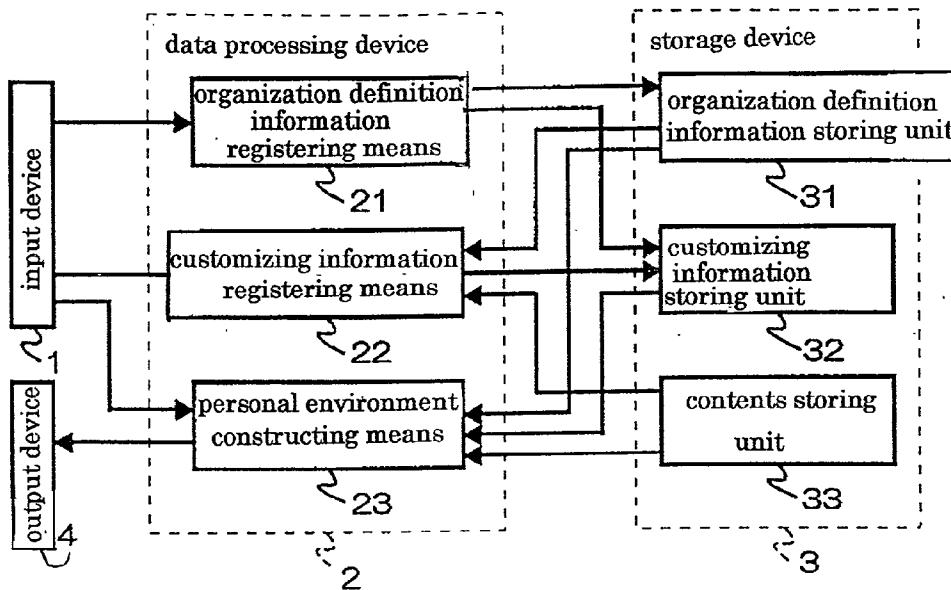 data processing device
storage device
input device
1
output device
4
organization definition
information
registering means
21
customizing information
registering means
22
personal environment
constructing means
23
2
organization definition
information storing unit
31
customizing
information
storing unit
32
contents storing
unit
33
3